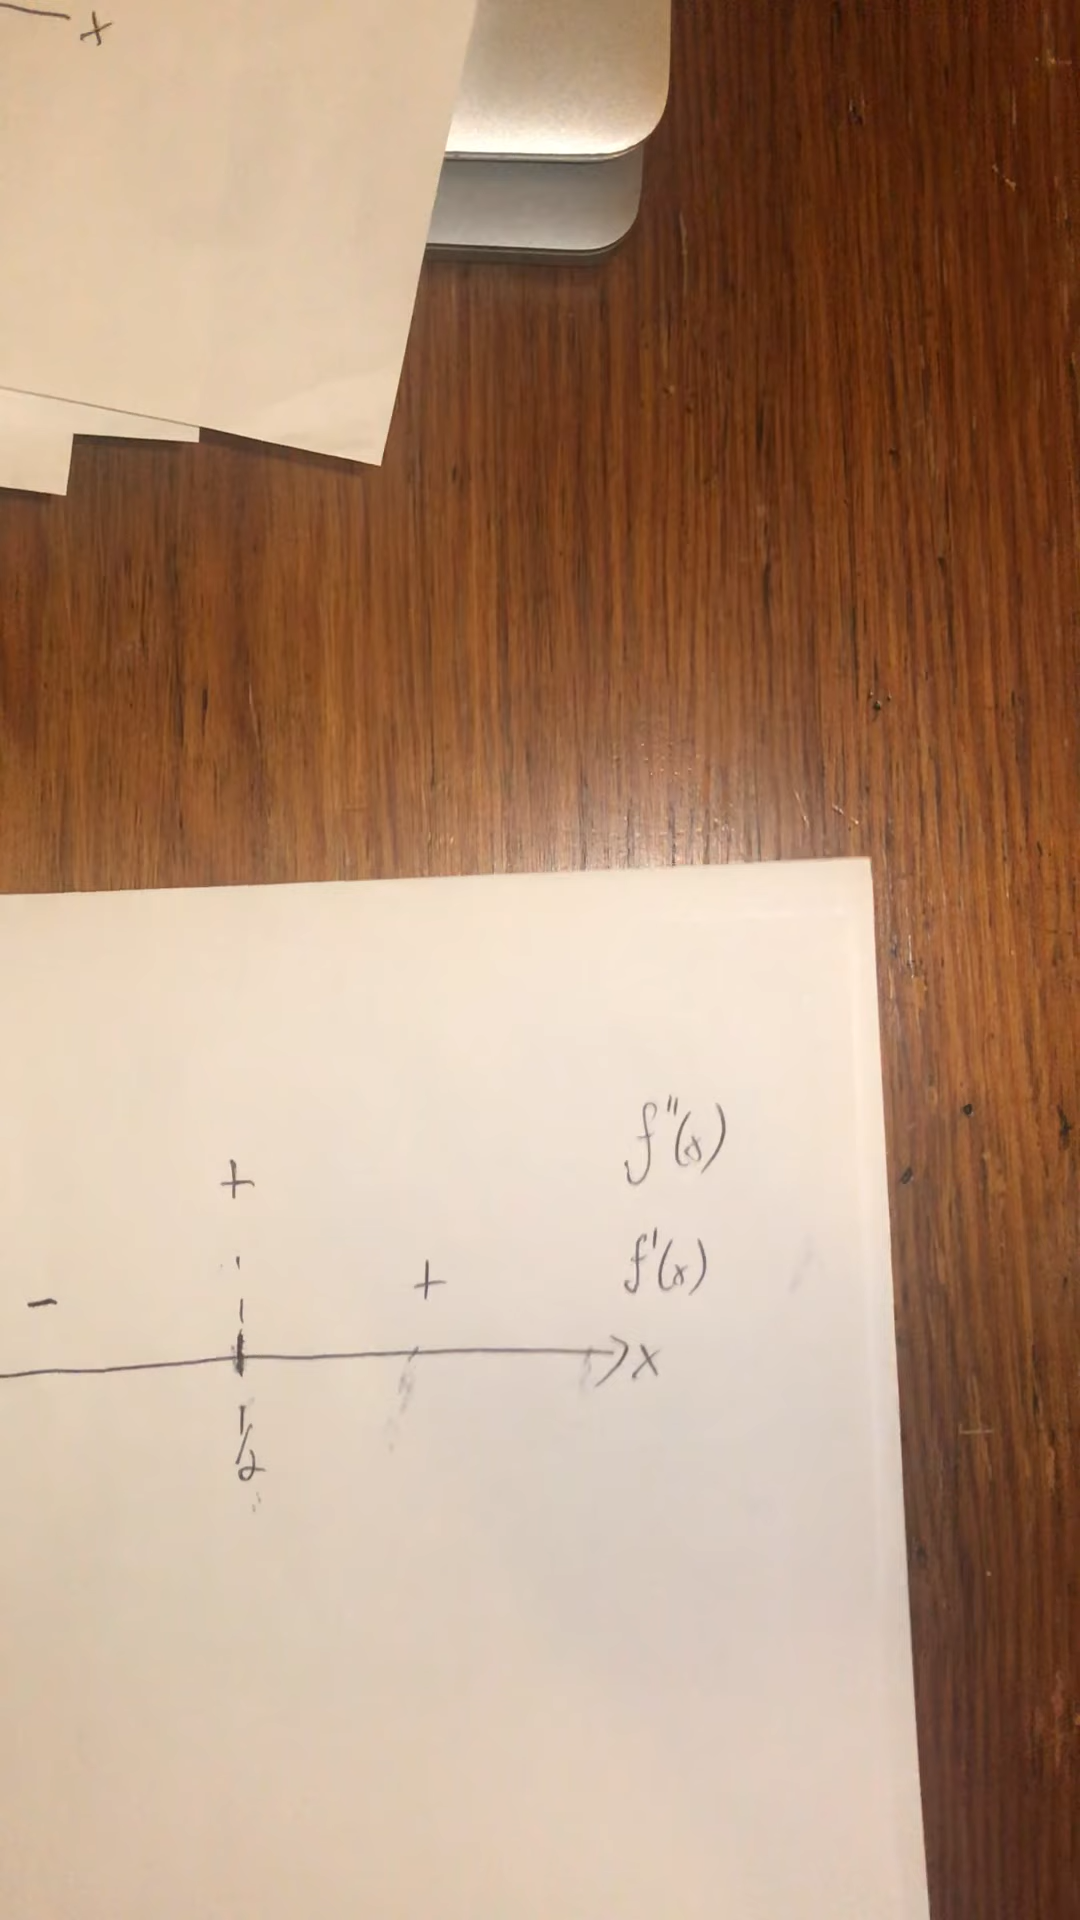 x
+ f"(x)
- + f'(x)
x
1/2